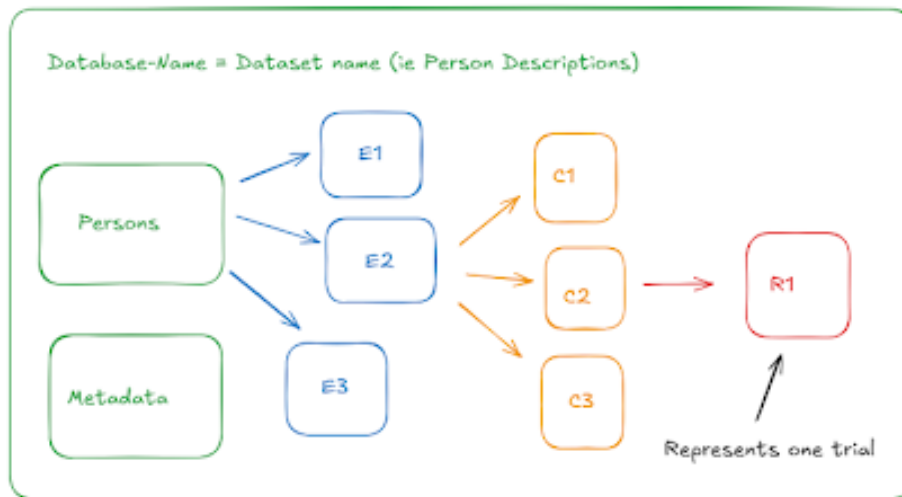 Database-Name = Dataset name (ie Person Descriptions)
E1
C1
Persons
E2
C2
R1
E3
Metadata
C3
Represents one trial